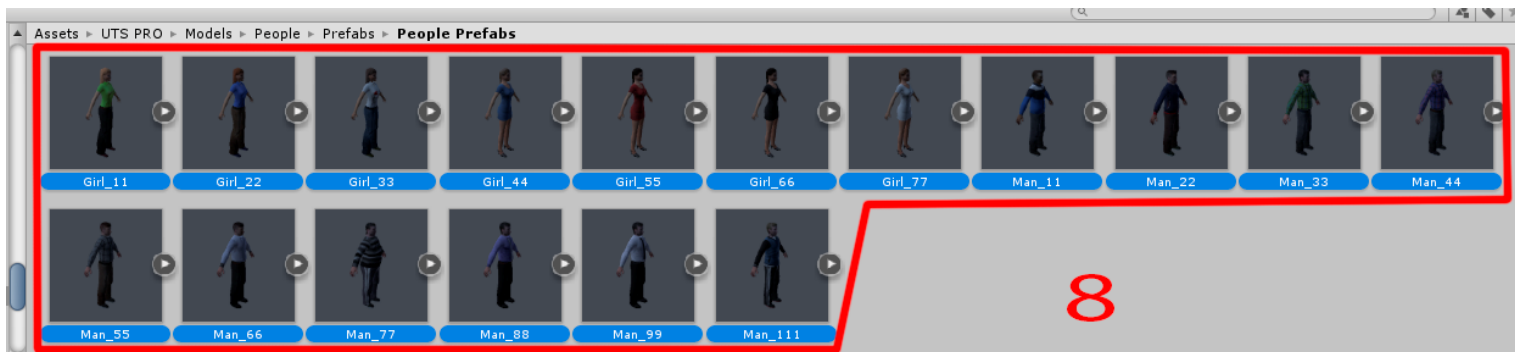 Assets ▸ UTS PRO ▸ Models ▸ People ▸ Prefabs ▸ People Prefabs
Girl_11 Girl_22 Girl_33 Girl_44 Girl_55 Girl_66 Girl_77 Man_11 Man_22 Man_33 Man_44
8
Man_55 Man_66 Man_77 Man_88 Man_99 Man_111